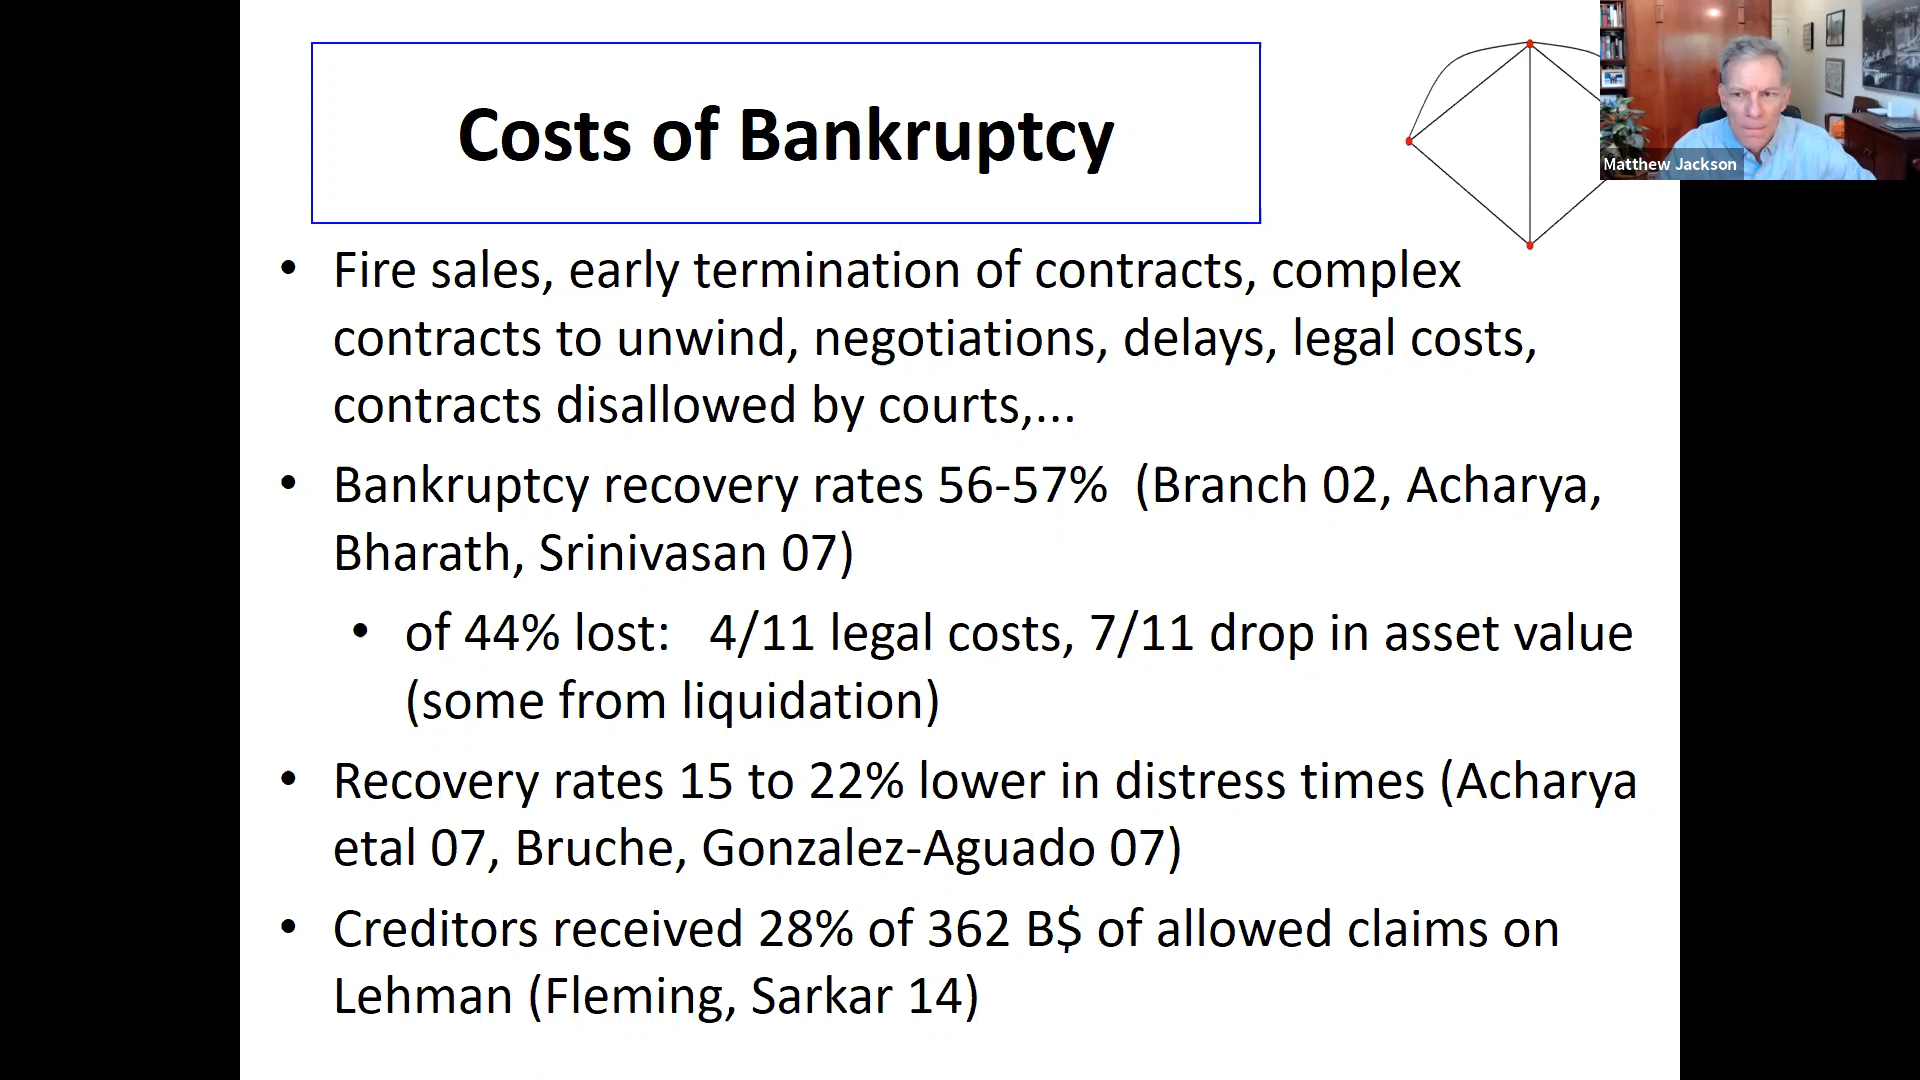 Costs of Bankruptcy
Matthew Jackson
• Fire sales, early termination of contracts, complex
contracts to unwind, negotiations, delays, legal costs,
contracts disallowed by courts,...
• Bankruptcy recovery rates 56-57% (Branch 02, Acharya,
Bharath, Srinivasan 07)
• of 44% lost: 4/11 legal costs, 7/11 drop in asset value
(some from liquidation)
• Recovery rates 15 to 22% lower in distress times (Acharya
etal 07, Bruche, Gonzalez-Aguado 07)
• Creditors received 28% of 362 B$ of allowed claims on
Lehman (Fleming, Sarkar 14)